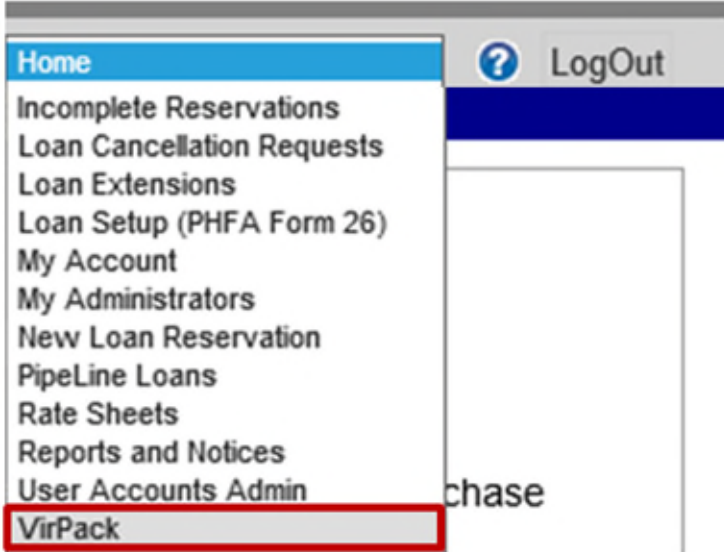 Home
? LogOut
Incomplete Reservations
Loan Cancellation Requests
Loan Extensions
Loan Setup (PHFA Form 26)
My Account
My Administrators
New Loan Reservation
PipeLine Loans
Rate Sheets
Reports and Notices
User Accounts Admin
chase
VirPack